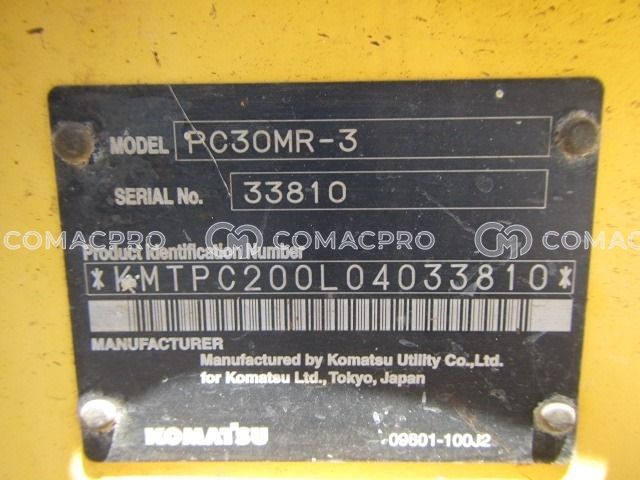 MODEL PC30MR-3
SERIAL No. 33810
COMACPRO COMACPRO COMACPRO
Product Identification Number
*KMTPC200L04033810*
MANUFACTURER
Manufactured by Komatsu Utility Co.,Ltd.
for Komatsu Ltd.,Tokyo, Japan
KOMATSU 09601-100J2